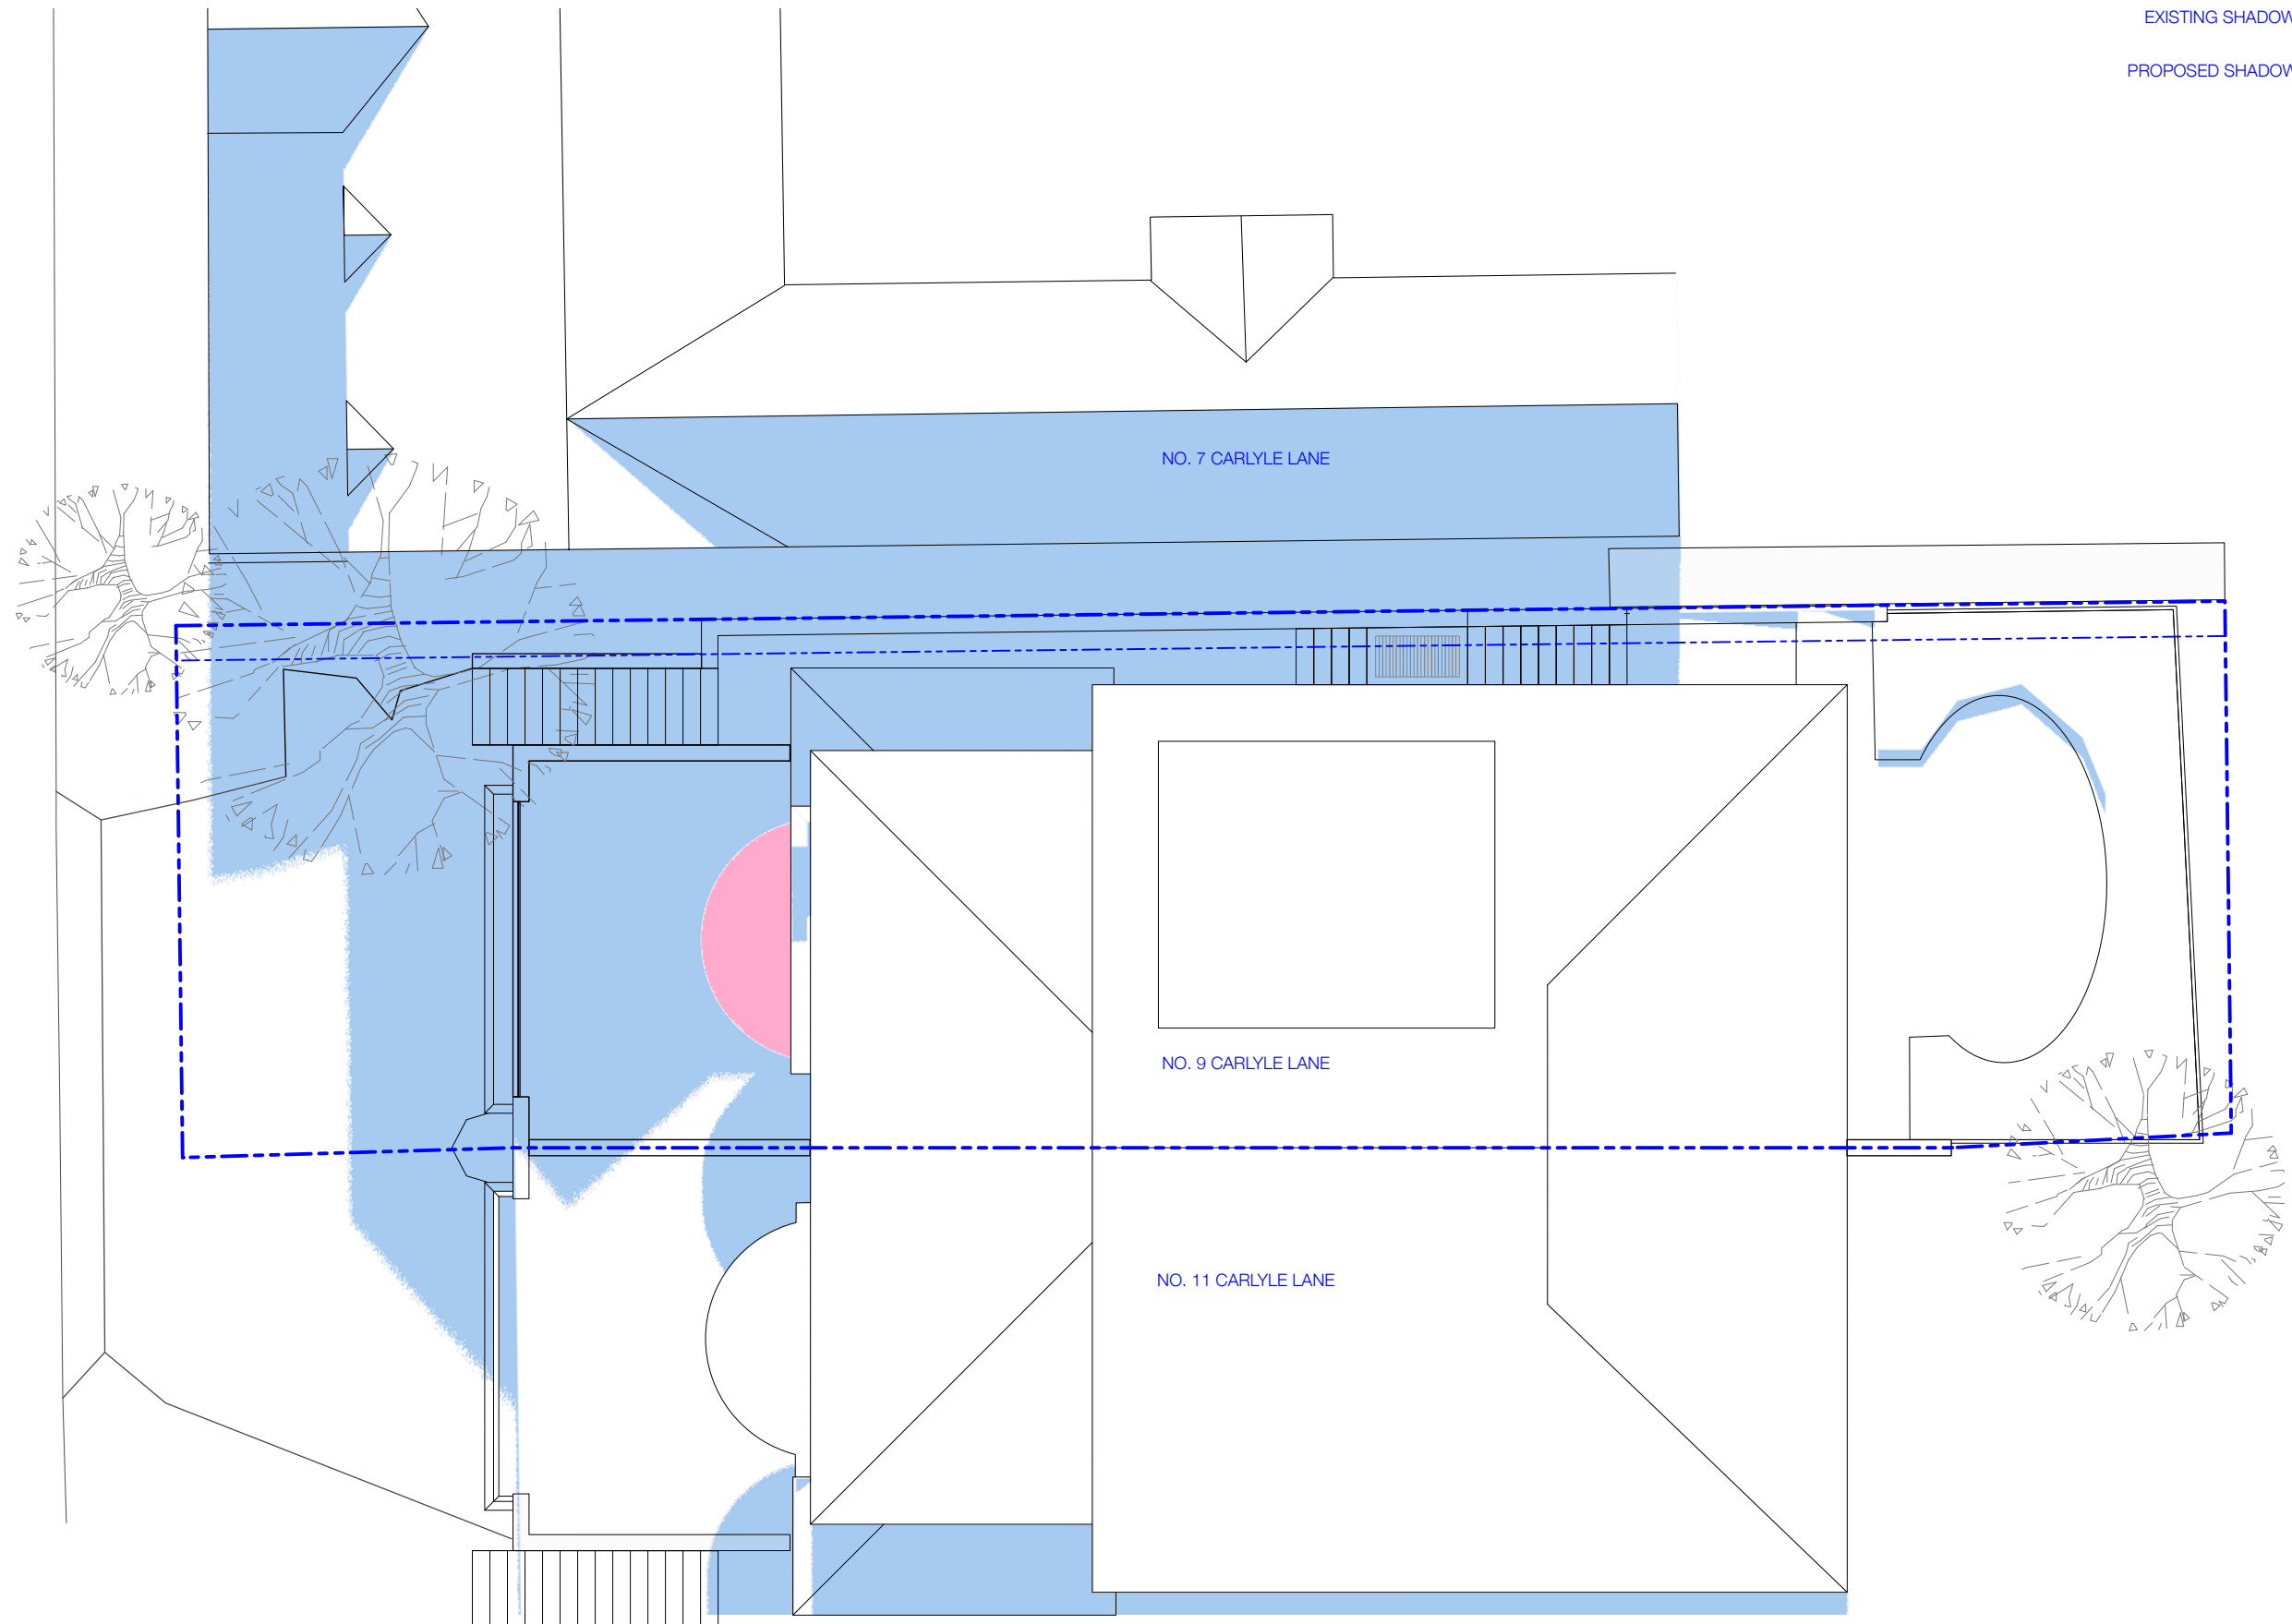 EXISTING SHADOW
PROPOSED SHADOW
NO. 7 CARLYLE LANE
NO. 9 CARLYLE LANE
NO. 11 CARLYLE LANE